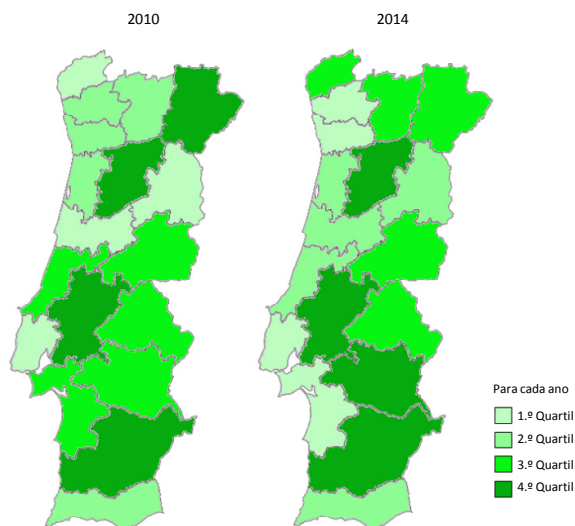 2010
2014
Para cada ano
1.º Quartil
2.º Quartil
3.º Quartil
4.º Quartil